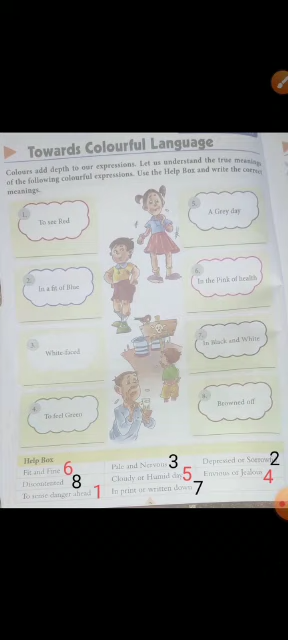 Towards Colourful Language
Colours add depth to our expressions. Let us understand the true meanings
of the following colourful expressions. Use the Help Box and write the correct
meanings.
1.
To see Red
5.
A Grey day
2.
In a fit of Blue
6.
In the Pink of health
3.
White-faced
7.
In Black and White
4.
To feel Green
8.
Browned off
Help Box
Fit and Fine 6
Pale and Nervous 3
Depressed or Sorrowful 2
Discontented 8
Cloudy or Humid day 5
Envious or Jealous 4
To sense danger ahead 1
In print or written down 7